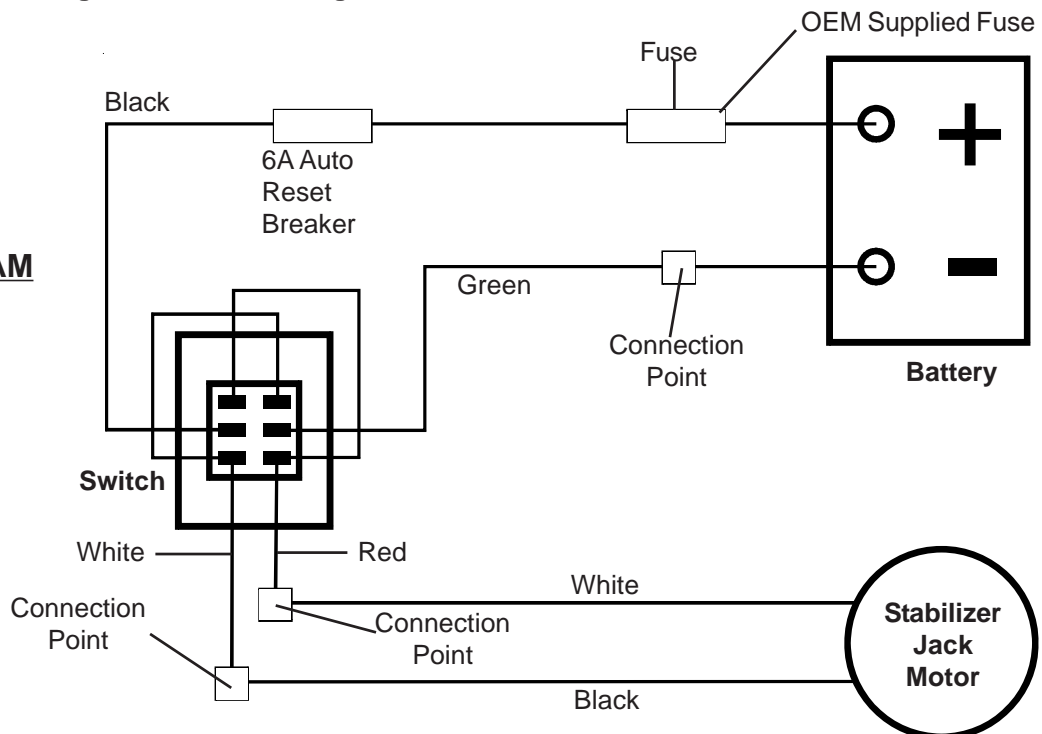 OEM Supplied Fuse
Fuse
Black
6A Auto
Reset
Breaker
+
AM
Green
−
Connection
Point
Battery
Switch
White
Red
White
Connection
Point
Connection
Point
Stabilizer
Jack
Motor
Black